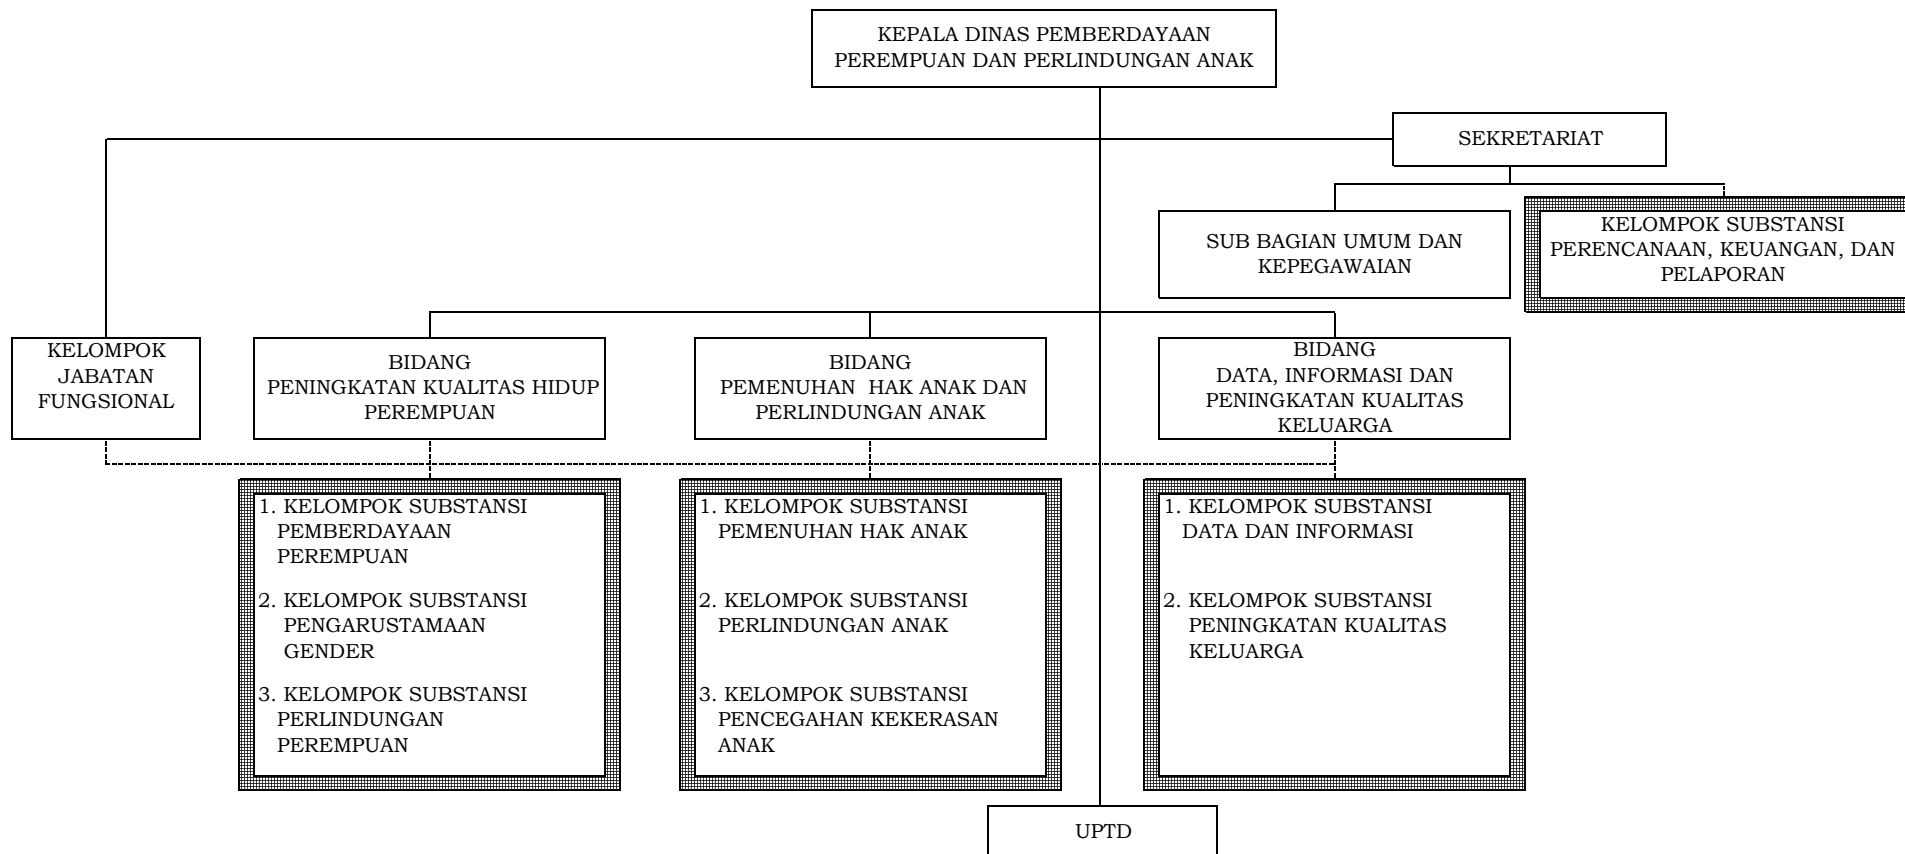 KEPALA DINAS PEMBERDAYAAN
PEREMPUAN DAN PERLINDUNGAN ANAK
SEKRETARIAT
SUB BAGIAN UMUM DAN
KEPEGAWAIAN
KELOMPOK SUBSTANSI
PERENCANAAN, KEUANGAN, DAN
PELAPORAN
KELOMPOK
JABATAN
FUNGSIONAL
BIDANG
PENINGKATAN KUALITAS HIDUP
PEREMPUAN
BIDANG
PEMENUHAN HAK ANAK DAN
PERLINDUNGAN ANAK
BIDANG
DATA, INFORMASI DAN
PENINGKATAN KUALITAS
KELUARGA
1. KELOMPOK SUBSTANSI
PEMBERDAYAAN
PEREMPUAN
2. KELOMPOK SUBSTANSI
PENGARUSTAMAAN
GENDER
3. KELOMPOK SUBSTANSI
PERLINDUNGAN
PEREMPUAN
1. KELOMPOK SUBSTANSI
PEMENUHAN HAK ANAK
2. KELOMPOK SUBSTANSI
PERLINDUNGAN ANAK
3. KELOMPOK SUBSTANSI
PENCEGAHAN KEKERASAN
ANAK
1. KELOMPOK SUBSTANSI
DATA DAN INFORMASI
2. KELOMPOK SUBSTANSI
PENINGKATAN KUALITAS
KELUARGA
UPTD